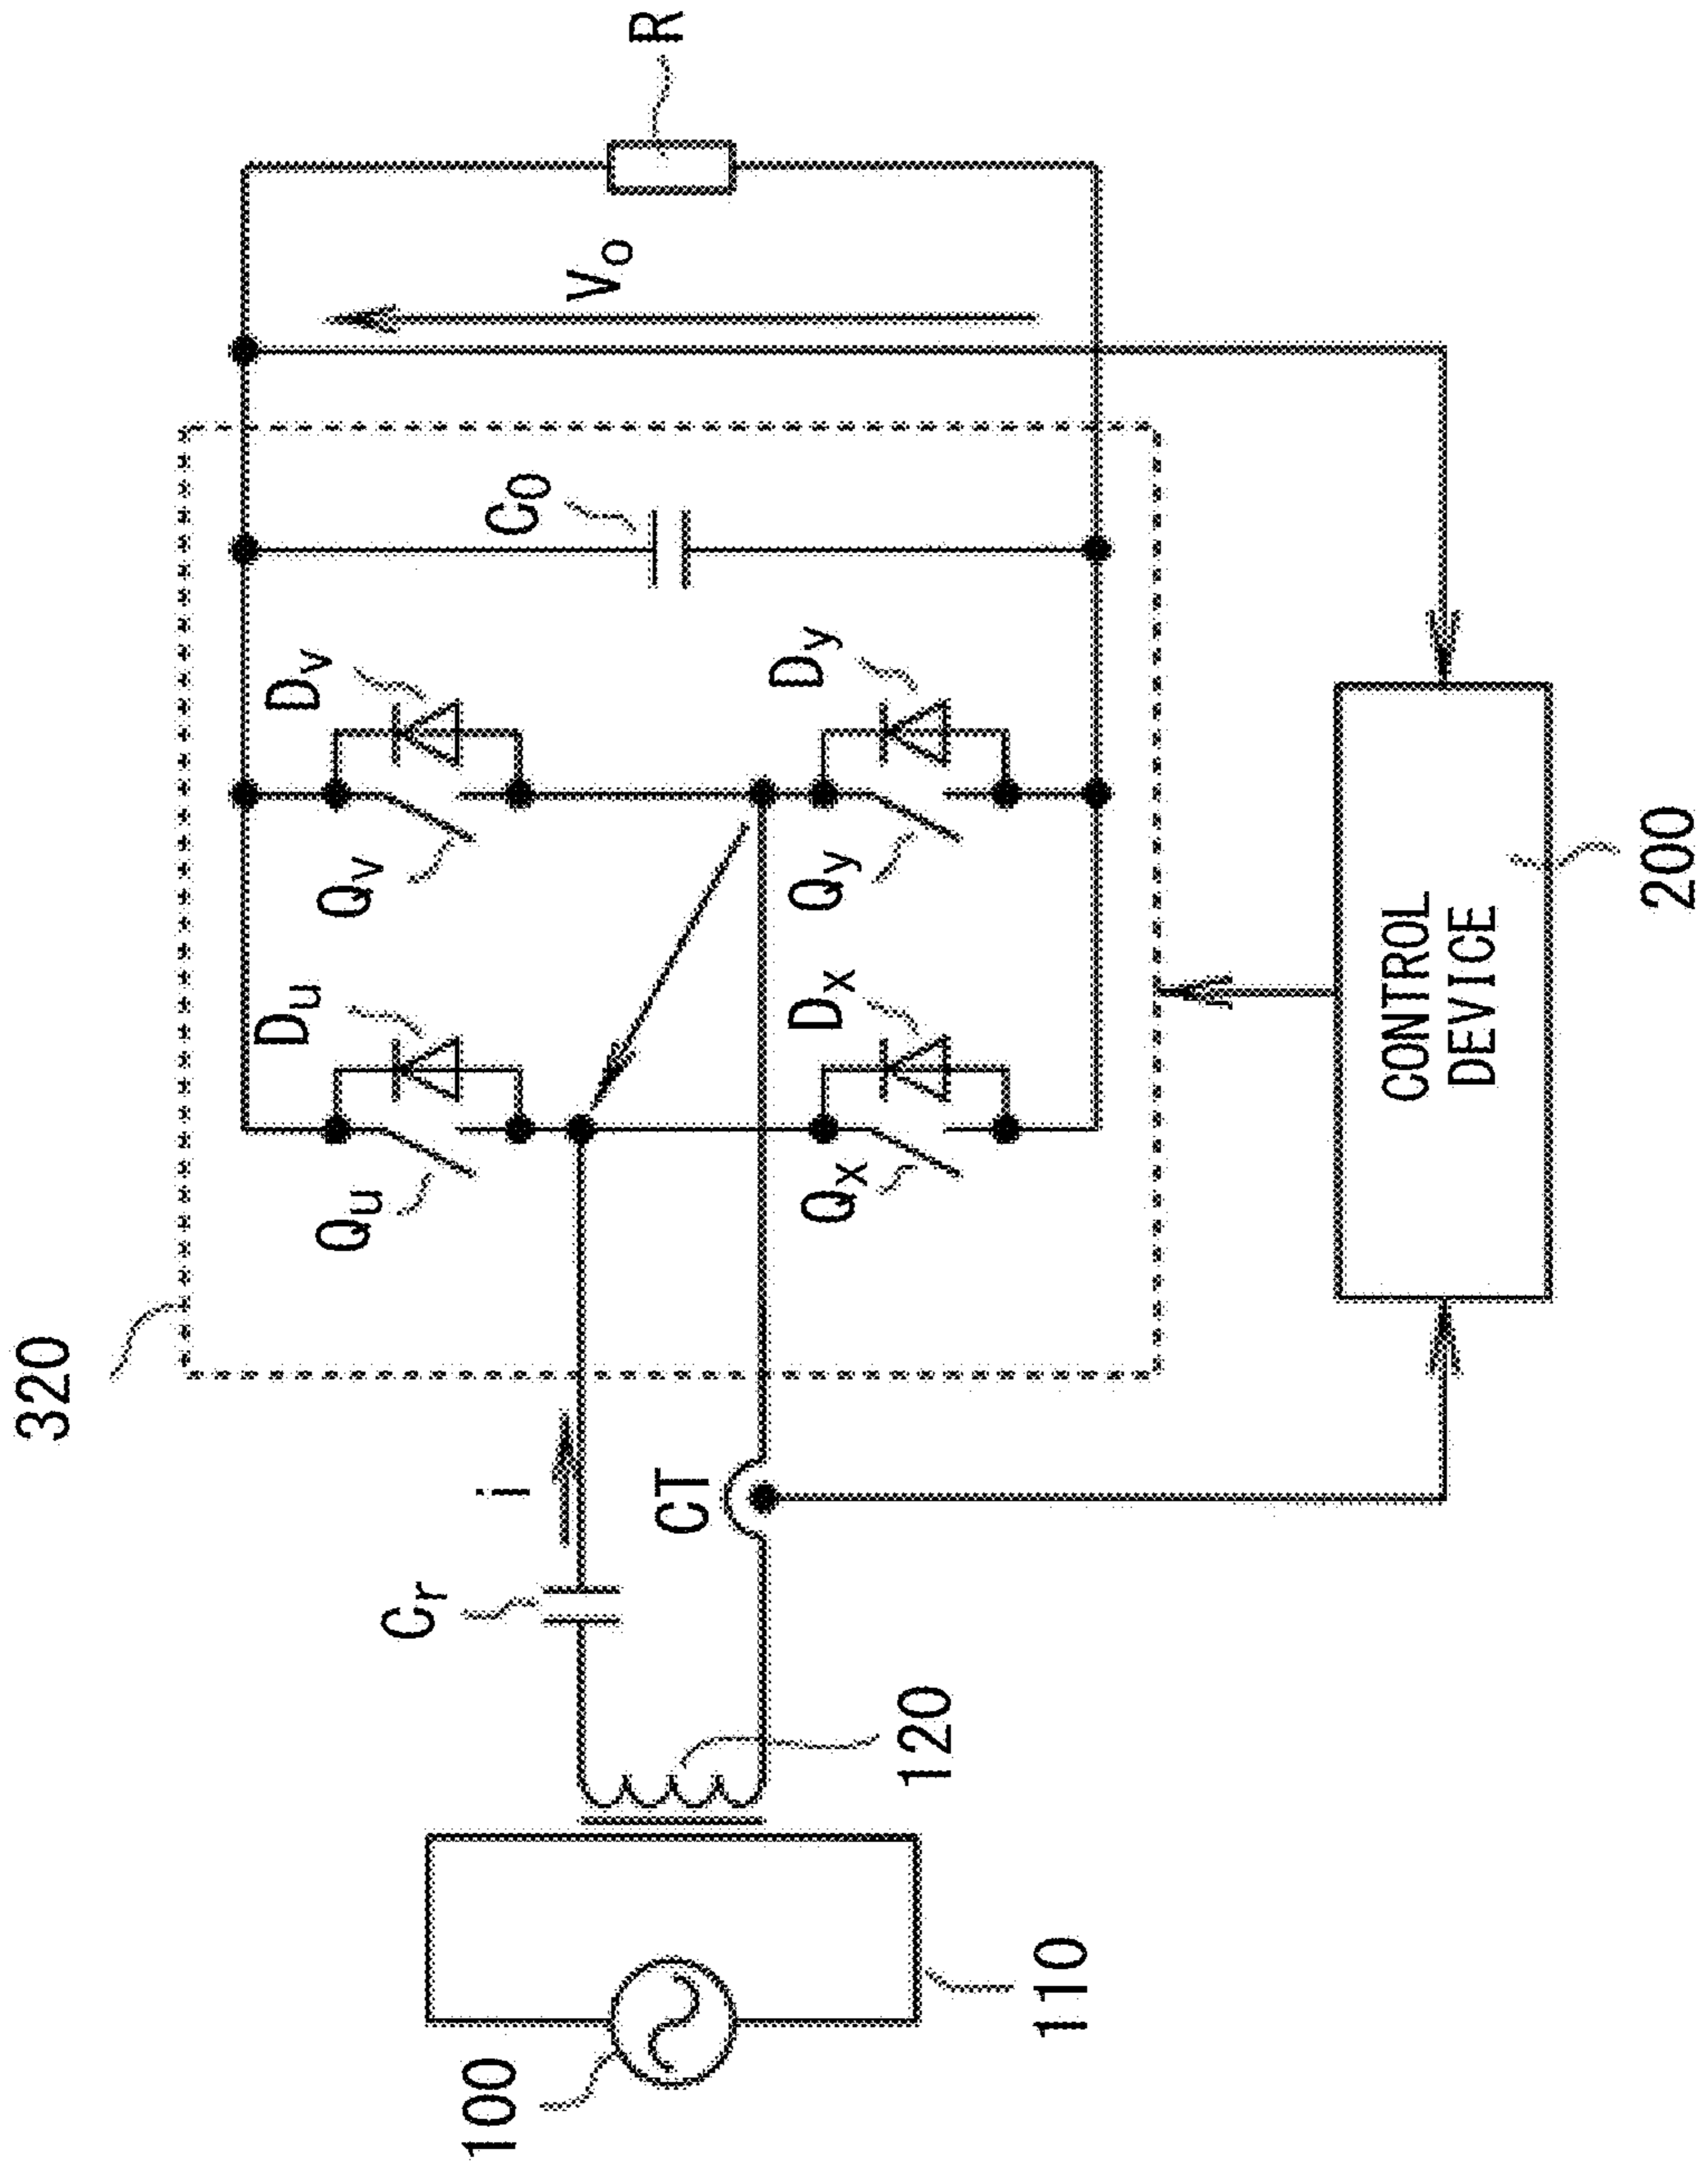 320
Du
Dv
Co
Vo
R
Qu
Qv
Cr
i
CT
Dx
Dy
Qx
Qy
100
110
120
CONTROL
DEVICE
200